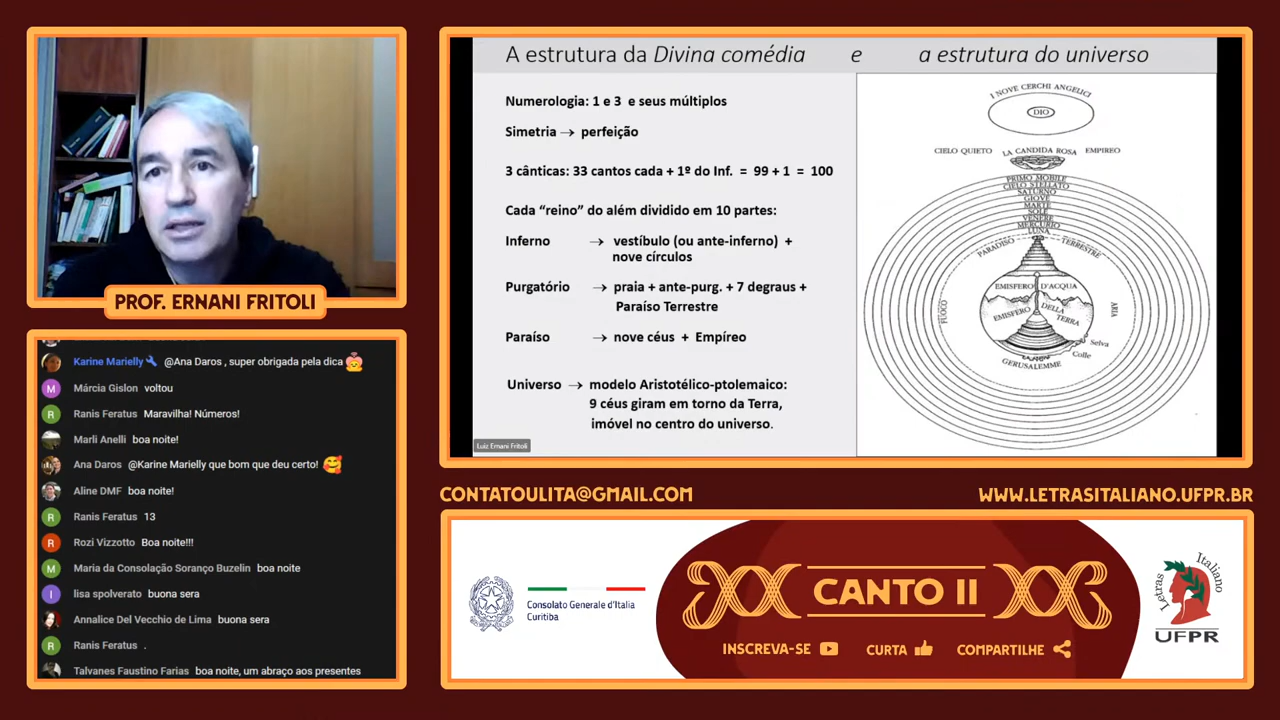 PROF. ERNANI FRITOLI
Karine Marielly @Ana Daros , super obrigada pela dica
M Márcia Gislon voltou
R Ranis Feratus Maravilha! Números!
Marli Anelli boa noite!
Ana Daros @Karine Marielly que bom que deu certo!
Aline DMF boa noite!
R Ranis Feratus 13
R Rozi Vizzotto Boa noite!!!
M Maria da Consolação Soranço Buzelin boa noite
I Iisa spolverato buona sera
Annalice Del Vecchio de Lima buona sera
R Ranis Feratus .
Talvanes Faustino Farias boa noite, um abraço aos presentes
A estrutura da Divina comédia e a estrutura do universo
Numerologia: 1 e 3 e seus múltiplos
Simetria → perfeição
3 cânticas: 33 cantos cada + 1º do Inf. = 99 + 1 = 100
Cada “reino” do além dividido em 10 partes:
Inferno → vestíbulo (ou ante-inferno) +
nove círculos
Purgatório → praia + ante-purg. + 7 degraus +
Paraíso Terrestre
Paraíso → nove céus + Empíreo
Universo → modelo Aristotélico-ptolemaico:
9 céus giram em torno da Terra,
imóvel no centro do universo.
Luiz Ernani Fritoli
I NOVE CERCHI ANGELICI
DIO
CIELO QUIETO LA CANDIDA ROSA EMPIREO
PRIMO MOBILE
CIELO STELLATO
SATURNO
GIOVE
MARTE
SOLE
VENERE
MERCURIO
LUNA
PARADISO TERRESTRE
EMISFERO D'ACQUA
EMISFERO DELLA TERRA
FUOCO
ARIA
Selva
Colle
GERUSALEMME
CONTATOULITA@GMAIL.COM
WWW.LETRASITALIANO.UFPR.BR
Consolato Generale d'Italia
Curitiba
CANTO II
INSCREVA-SE CURTA COMPARTILHE
Letras Italiano
UFPR